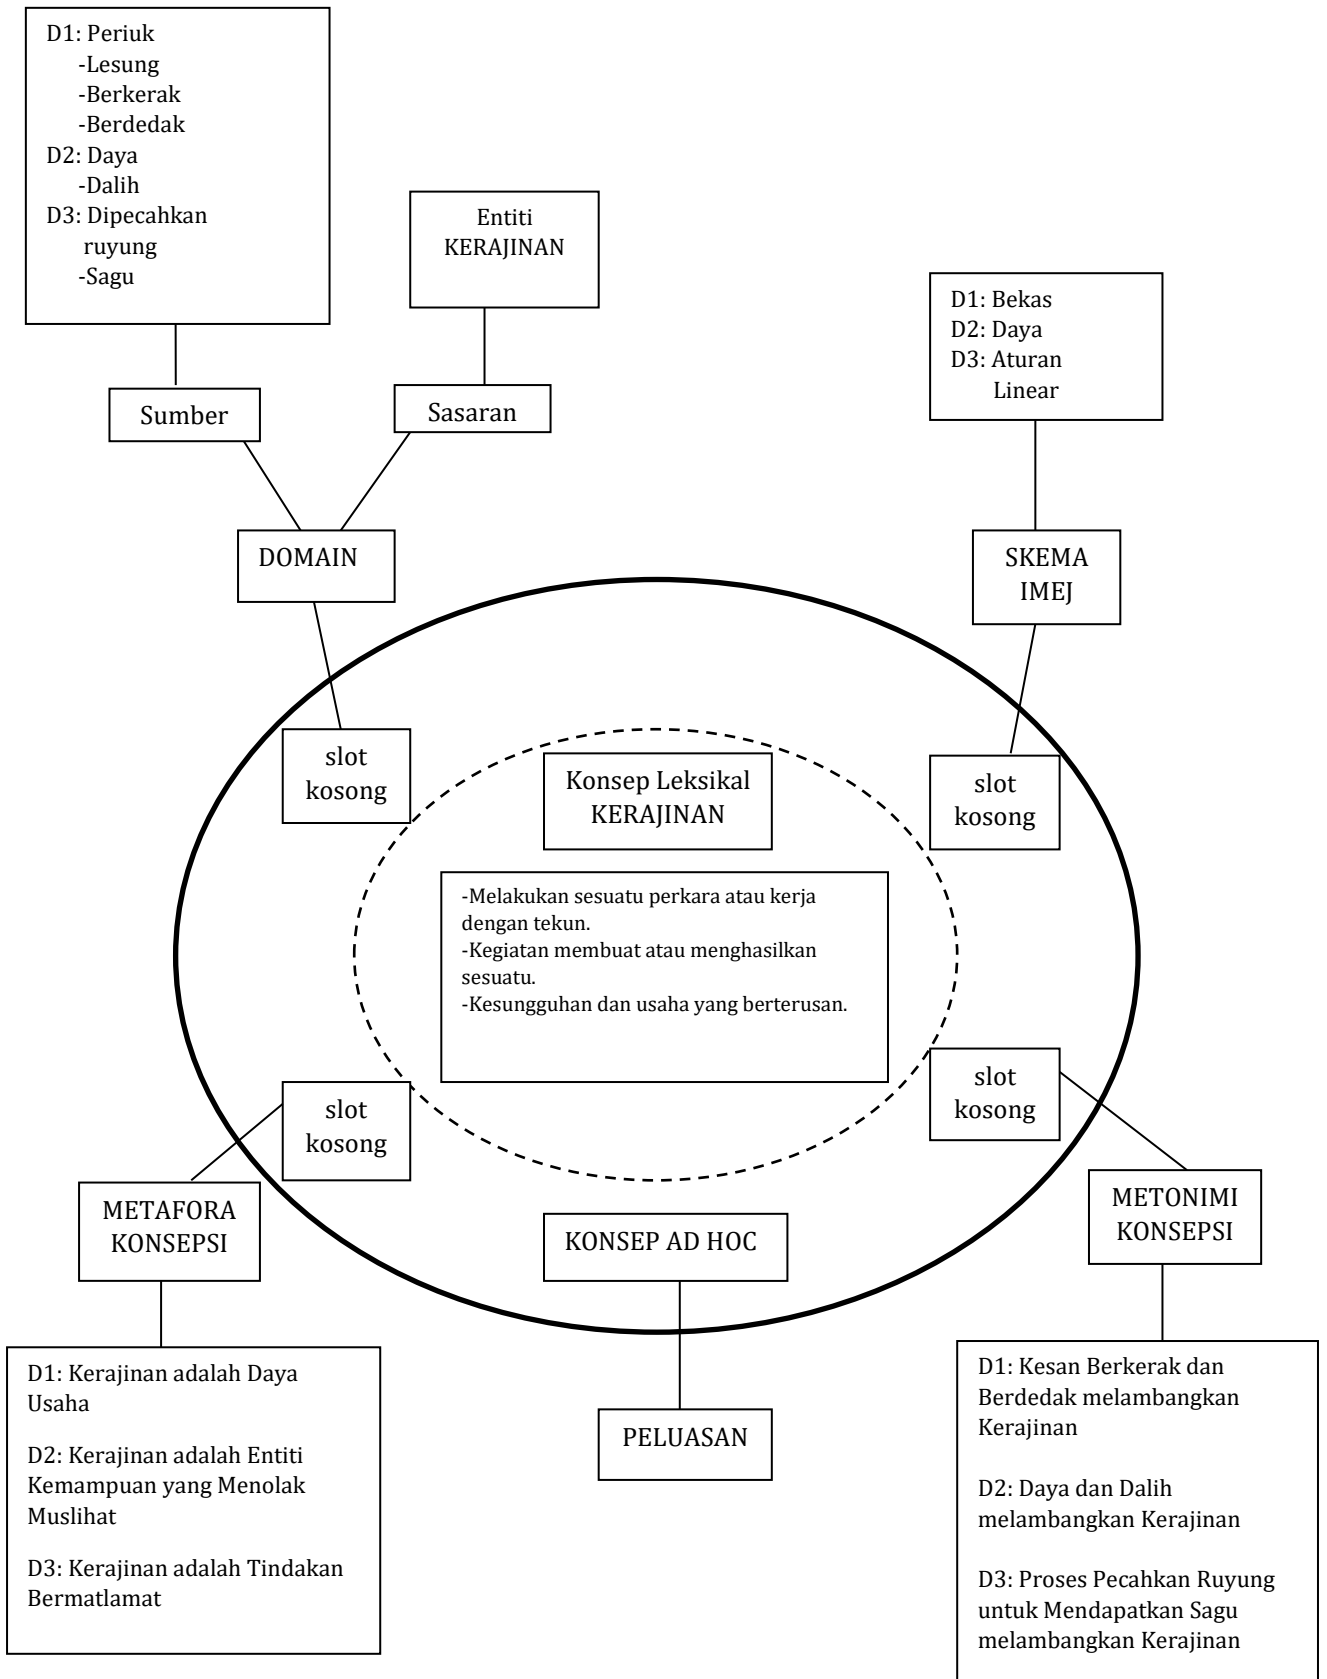 D1: Periuk
-Lesung
-Berkerak
-Berdedak
D2: Daya
-Dalih
D3: Dipecahkan
ruyung
-Sagu
Entiti
KERAJINAN
D1: Bekas
D2: Daya
D3: Aturan
Linear
Sumber
Sasaran
DOMAIN
SKEMA
IMEJ
slot
kosong
Konsep Leksikal
KERAJINAN
slot
kosong
-Melakukan sesuatu perkara atau kerja
dengan tekun.
-Kegiatan membuat atau menghasilkan
sesuatu.
-Kesungguhan dan usaha yang berterusan.
slot
kosong
slot
kosong
METAFORA
KONSEPSI
KONSEP AD HOC
METONIMI
KONSEPSI
D1: Kerajinan adalah Daya
Usaha
D2: Kerajinan adalah Entiti
Kemampuan yang Menolak
Muslihat
D3: Kerajinan adalah Tindakan
Bermatlamat
PELUASAN
D1: Kesan Berkerak dan
Berdedak melambangkan
Kerajinan
D2: Daya dan Dalih
melambangkan Kerajinan
D3: Proses Pecahkan Ruyung
untuk Mendapatkan Sagu
melambangkan Kerajinan